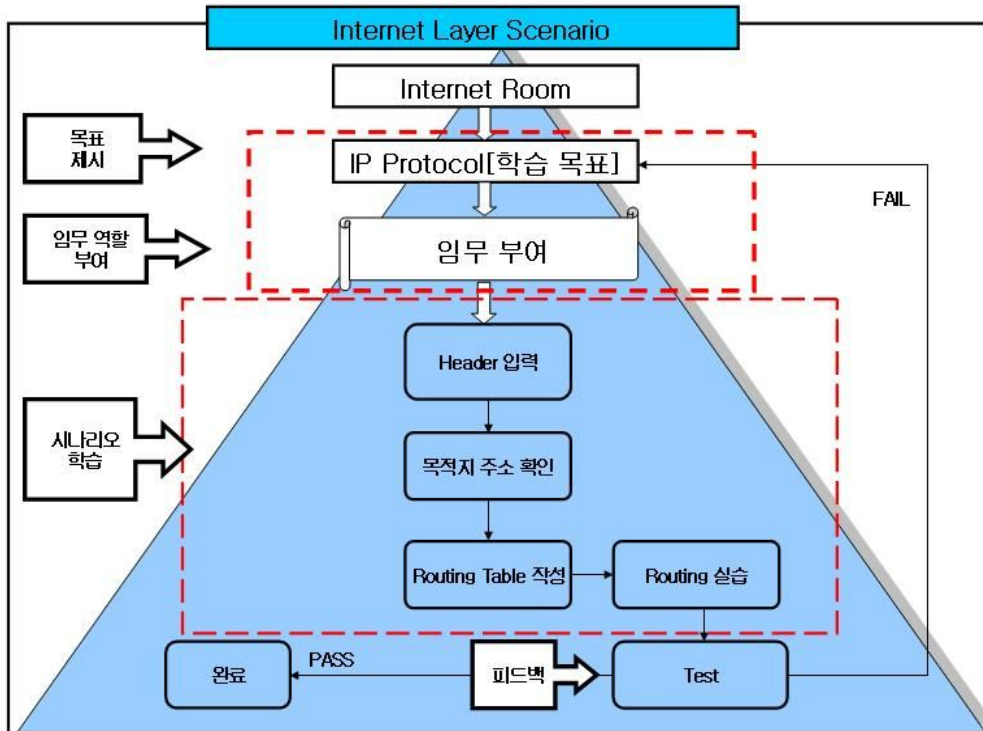 Internet Layer Scenario
Internet Room
목표
제시
IP Protocol[학습 목표]
FAIL
임무 역할
부여
임무 부여
Header 입력
시나리오
학습
목적지 주소 확인
Routing Table 작성
Routing 실습
완료
PASS
피드백
Test